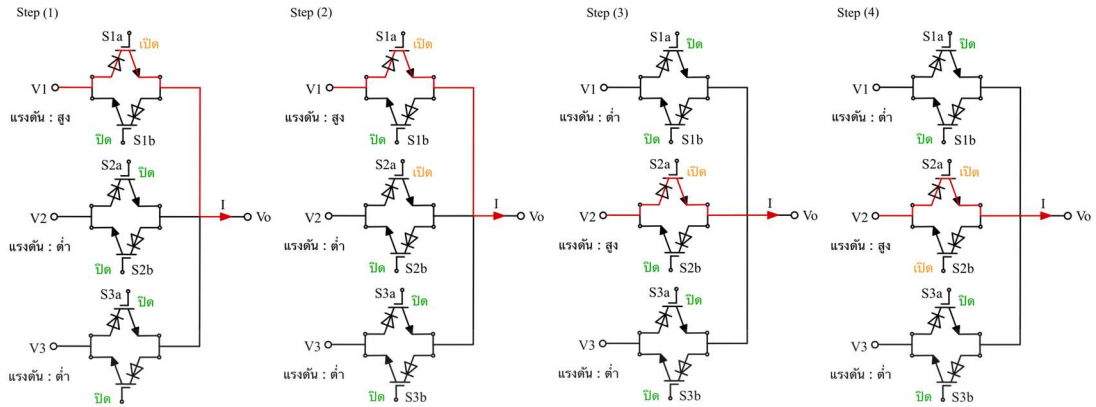 Step (1)
S1a
เปิด
V1
แรงดัน : สูง
ปิด
S1b
S2a
ปิด
V2
I
Vo
แรงดัน : ต่ำ
ปิด
S2b
S3a
ปิด
V3
แรงดัน : ต่ำ
ปิด
Step (2)
S1a
เปิด
V1
แรงดัน : สูง
ปิด
S1b
S2a
เปิด
V2
I
Vo
แรงดัน : ต่ำ
ปิด
S2b
S3a
ปิด
V3
แรงดัน : ต่ำ
ปิด
S3b
Step (3)
S1a
ปิด
V1
แรงดัน : ต่ำ
ปิด
S1b
S2a
เปิด
V2
I
Vo
แรงดัน : สูง
ปิด
S2b
S3a
ปิด
V3
แรงดัน : ต่ำ
ปิด
S3b
Step (4)
S1a
ปิด
V1
แรงดัน : ต่ำ
ปิด
S1b
S2a
เปิด
V2
I
Vo
แรงดัน : สูง
เปิด
S2b
S3a
ปิด
V3
แรงดัน : ต่ำ
ปิด
S3b